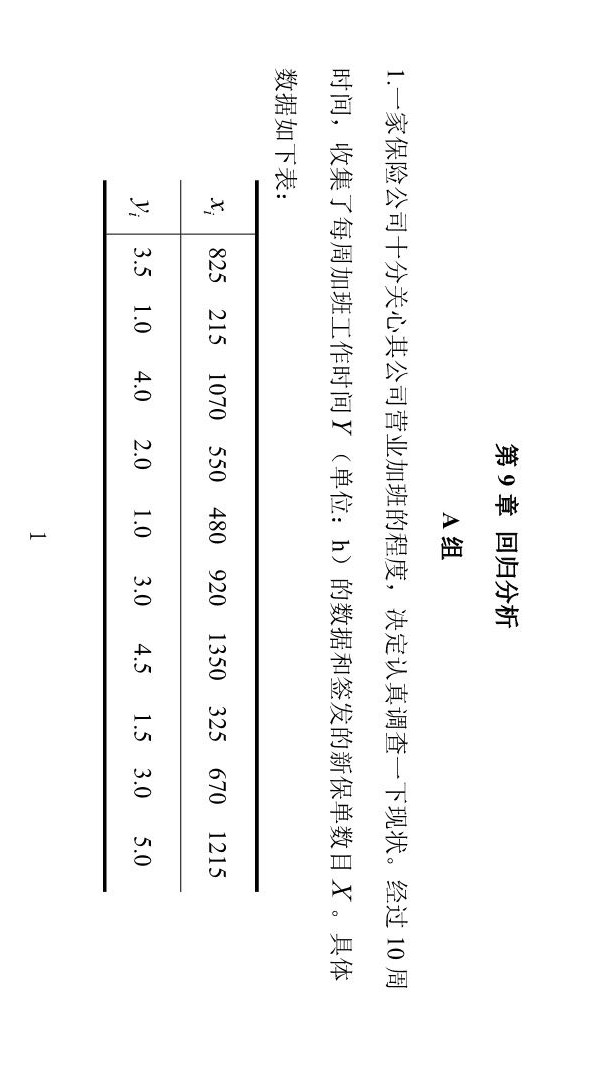 第 9 章 回归分析
A 组
1.一家保险公司十分关心其公司营业加班的程度，决定认真调查一下现状。经过 10 周
时间，收集了每周加班工作时间Y（单位：h）的数据和签发的新保单数目 X 。具体
数据如下表：
x_i 825 215 1070 550 480 920 1350 325 670 1215
y_i 3.5 1.0 4.0 2.0 1.0 3.0 4.5 1.5 3.0 5.0
1